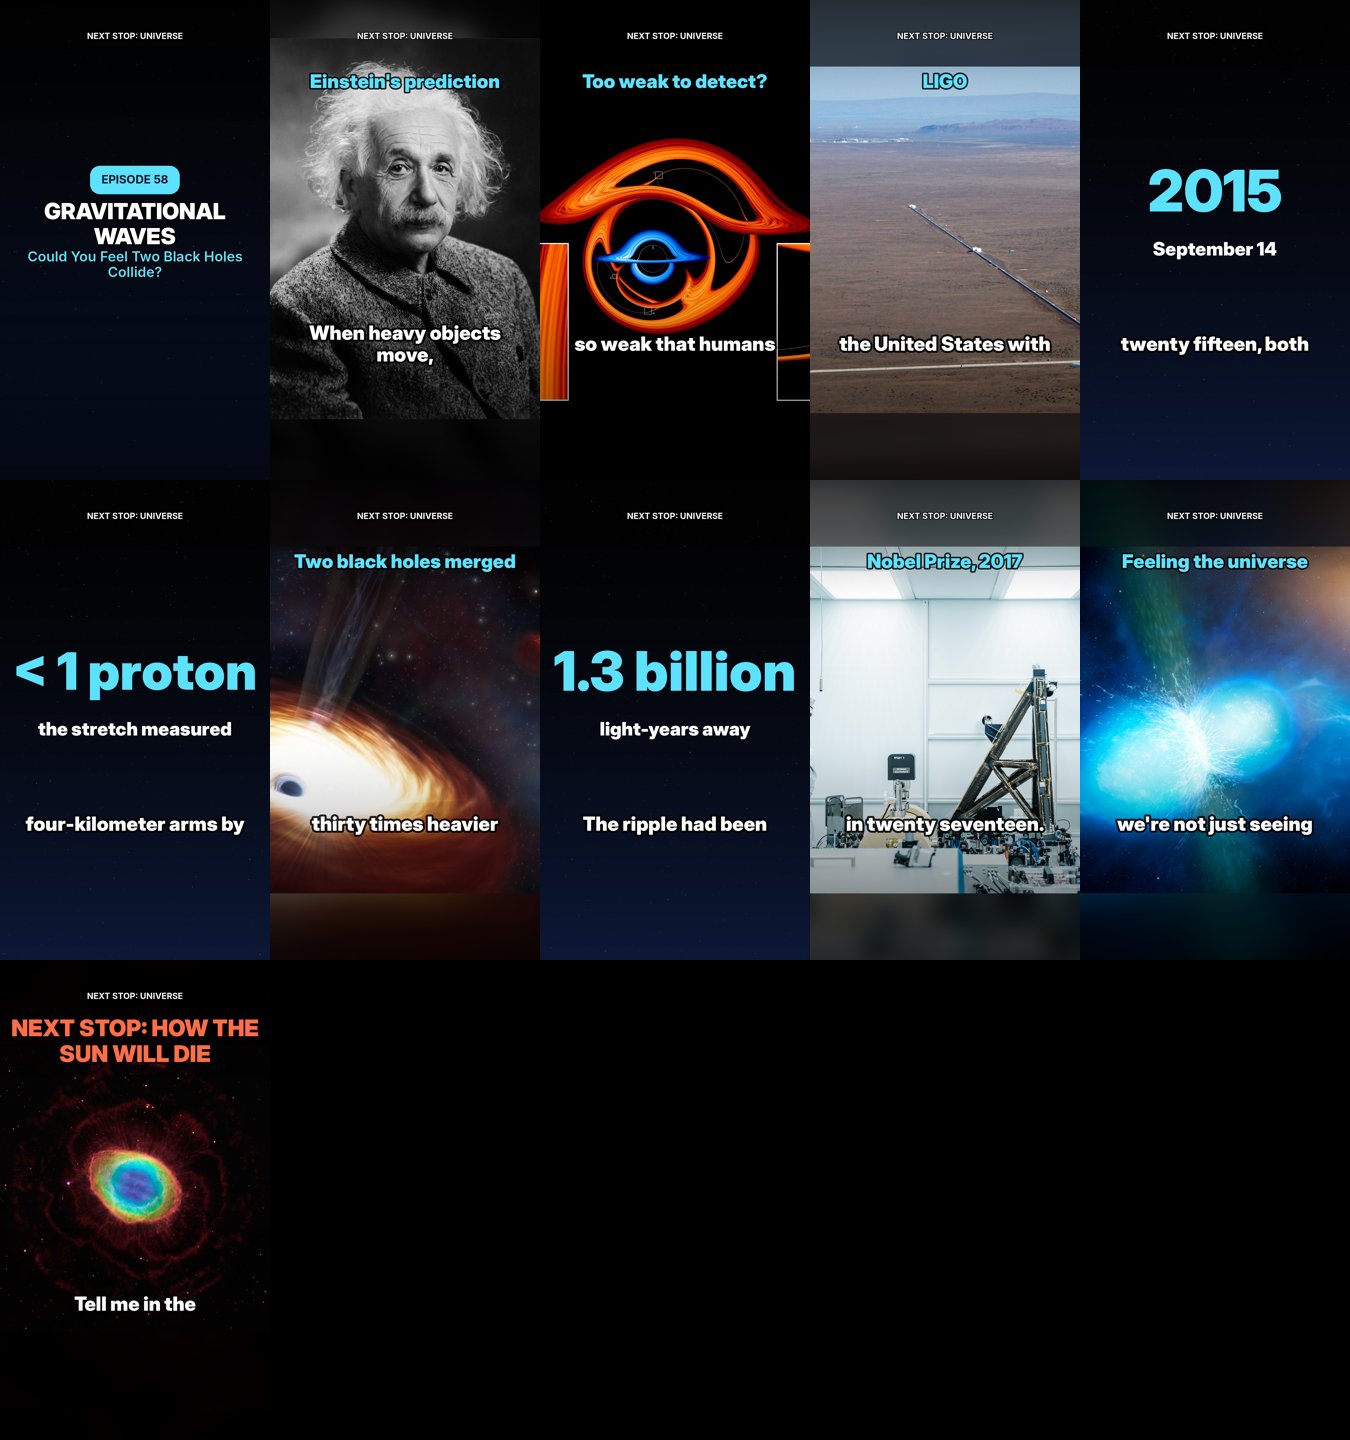 NEXT STOP: UNIVERSE
EPISODE 58
GRAVITATIONAL
WAVES
Could You Feel Two Black Holes
Collide?
NEXT STOP: UNIVERSE
Einstein's prediction
When heavy objects
move,
NEXT STOP: UNIVERSE
Too weak to detect?
so weak that humans
NEXT STOP: UNIVERSE
LIGO
the United States with
NEXT STOP: UNIVERSE
2015
September 14
twenty fifteen, both
NEXT STOP: UNIVERSE
< 1 proton
the stretch measured
four-kilometer arms by
NEXT STOP: UNIVERSE
Two black holes merged
thirty times heavier
NEXT STOP: UNIVERSE
1.3 billion
light-years away
The ripple had been
NEXT STOP: UNIVERSE
Nobel Prize, 2017
in twenty seventeen.
NEXT STOP: UNIVERSE
Feeling the universe
we're not just seeing
NEXT STOP: UNIVERSE
NEXT STOP: HOW THE
SUN WILL DIE
Tell me in the